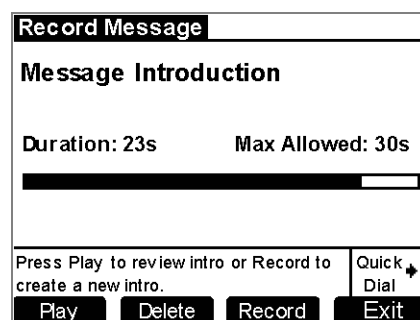 Record Message
Message Introduction
Duration: 23s Max Allowed: 30s
Press Play to review intro or Record to
create a new intro.
Quick
Dial
Play Delete Record Exit